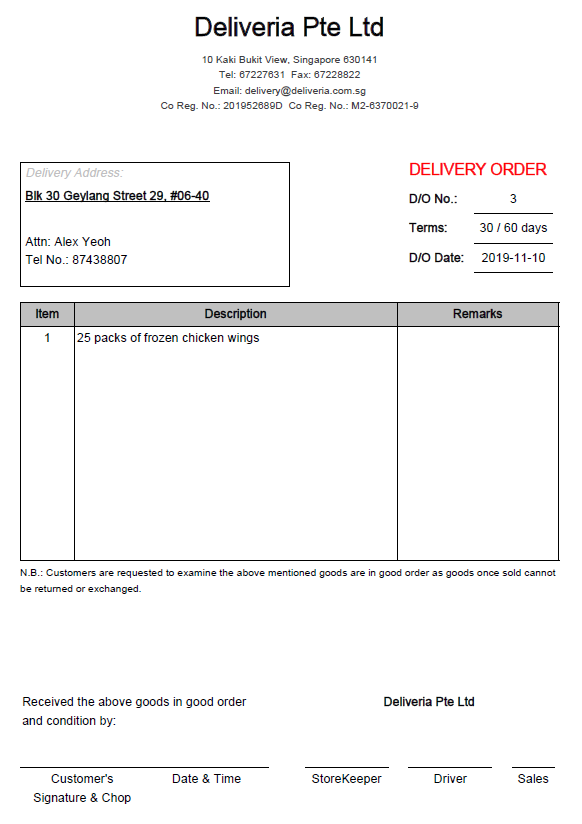 Deliveria Pte Ltd
10 Kaki Bukit View, Singapore 630141
Tel: 67227631  Fax: 67228822
Email: delivery@deliveria.com.sg
Co Reg. No.: 201952689D  Co Reg. No.: M2-6370021-9
Delivery Address:
Blk 30 Geylang Street 29, #06-40
Attn: Alex Yeoh
Tel No.: 87438807
DELIVERY ORDER
D/O No.: 3
Terms: 30 / 60 days
D/O Date: 2019-11-10
Item Description Remarks
1 25 packs of frozen chicken wings
N.B.: Customers are requested to examine the above mentioned goods are in good order as goods once sold cannot
be returned or exchanged.
Received the above goods in good order
and condition by:
Deliveria Pte Ltd
Customer's Date & Time StoreKeeper Driver Sales
Signature & Chop